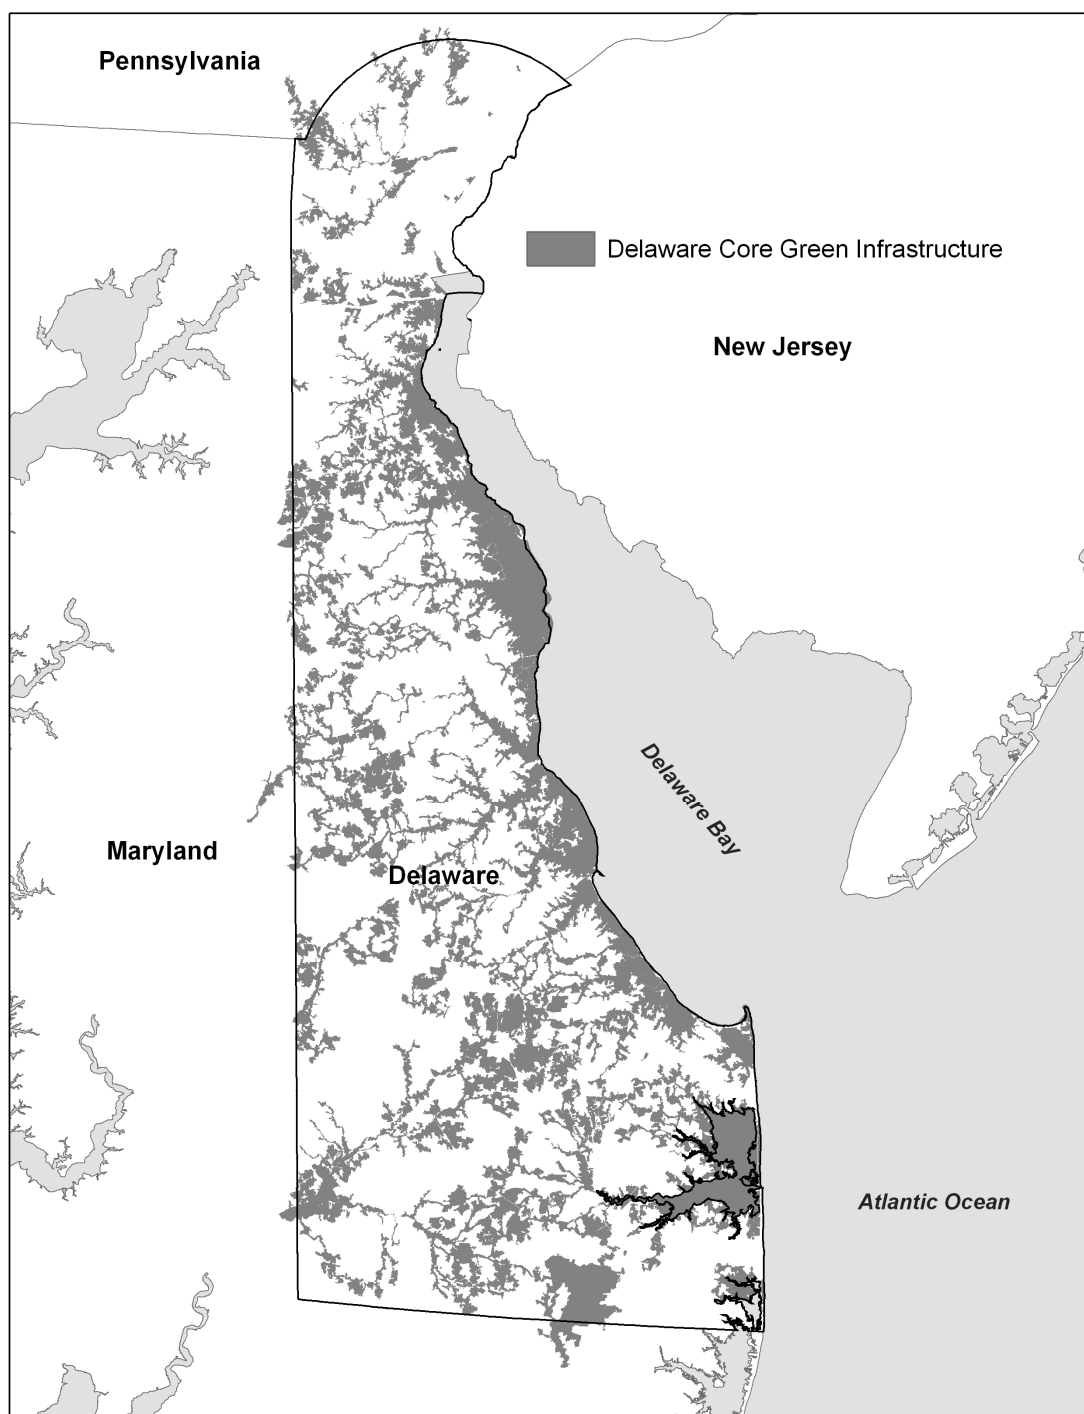 Pennsylvania
Delaware Core Green Infrastructure
New Jersey
Delaware Bay
Maryland
Delaware
Atlantic Ocean